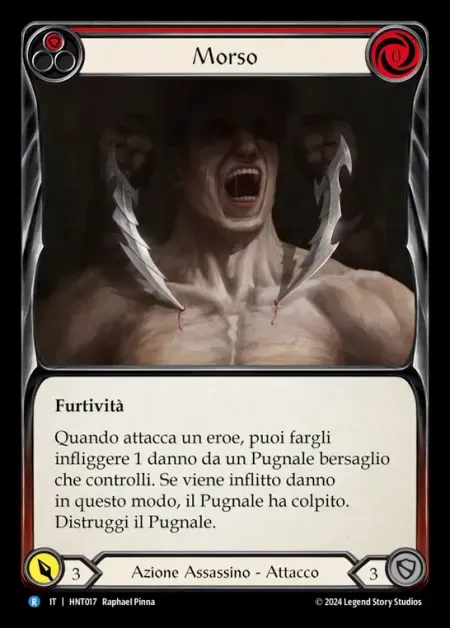 Morso
0
Furtività
Quando attacca un eroe, puoi fargli
infliggere 1 danno da un Pugnale bersaglio
che controlli. Se viene inflitto danno
in questo modo, il Pugnale ha colpito.
Distruggi il Pugnale.
3 Azione Assassino - Attacco 3
R IT | HNT017 Raphael Pinna © 2024 Legend Story Studios